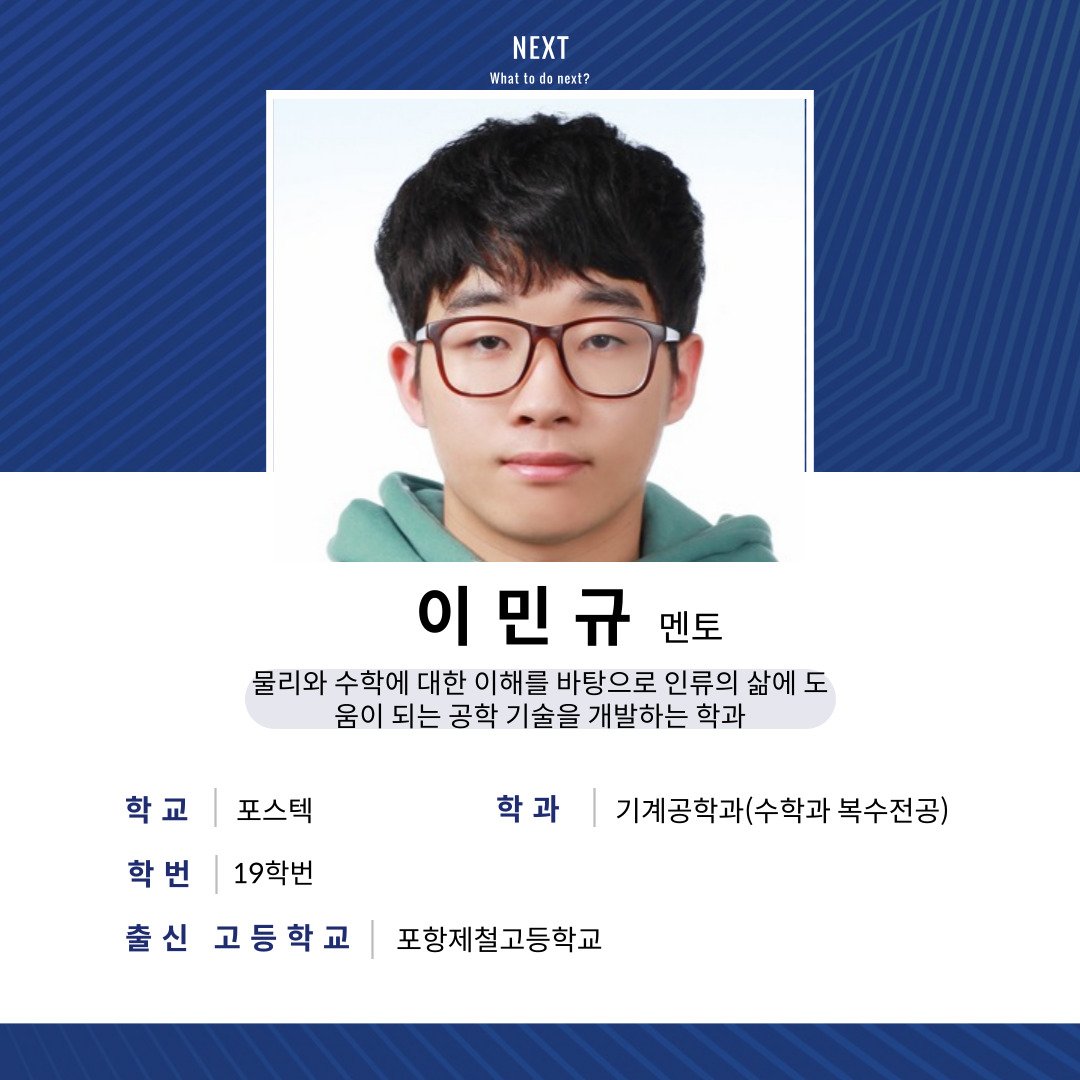 NEXT
What to do next?
이민규 멘토
물리와 수학에 대한 이해를 바탕으로 인류의 삶에 도
움이 되는 공학 기술을 개발하는 학과
학교 포스텍 학과 기계공학과(수학과 복수전공)
학번 19학번
출신 고등학교 포항제철고등학교